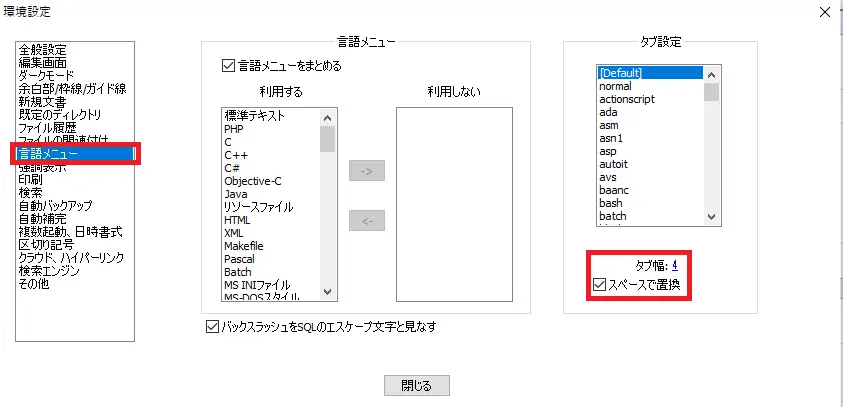 環境設定
全般設定
編集画面
ダークモード
余白部/枠線/ガイド線
新規文書
既定のディレクトリ
ファイル履歴
ファイルの関連付け
言語メニュー
強調表示
印刷
検索
自動バックアップ
自動補完
複数起動、日時書式
区切り記号
クラウド、ハイパーリンク
検索エンジン
その他
言語メニュー
言語メニューをまとめる
利用する
標準テキスト
PHP
C
C++
C#
Objective-C
Java
リソースファイル
HTML
XML
Makefile
Pascal
Batch
MS INIファイル
MS-DOSスタイル
->
<-
利用しない
バックスラッシュをSQLのエスケープ文字と見なす
タブ設定
[Default]
normal
actionscript
ada
asm
asn1
asp
autoit
avs
baanc
bash
batch
タブ幅: 4
スペースで置換
閉じる